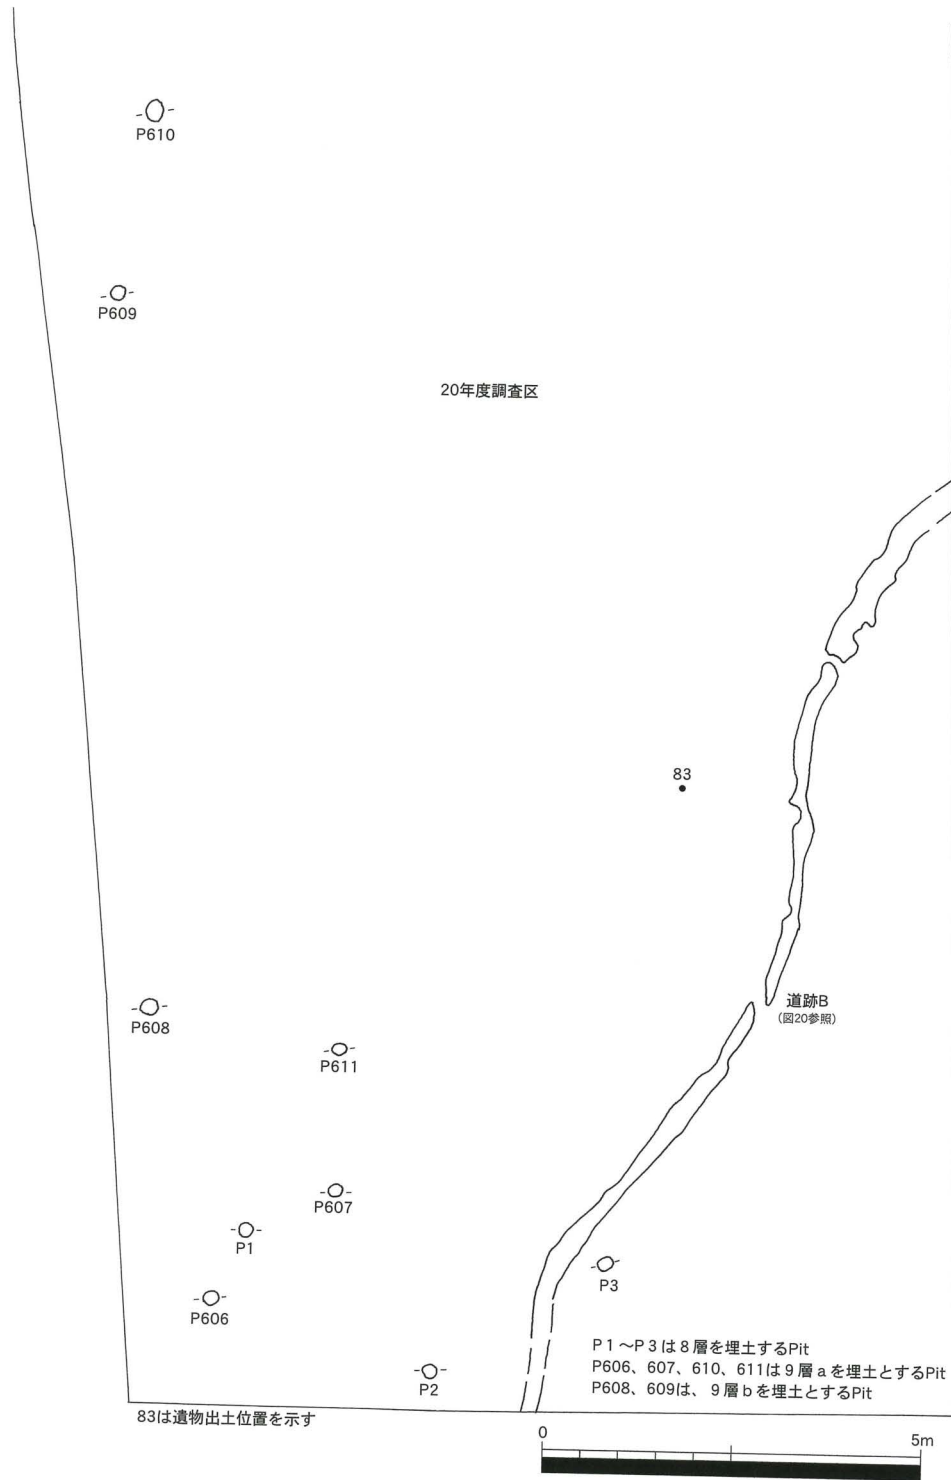 P610
P609
20年度調査区
83
道跡B
(図20参照)
P608
P611
P607
P1
P3
P606
P2
P1～P3は8層を埋土するPit
P606、607、610、611は9層aを埋土とするPit
P608、609は、9層bを埋土とするPit
83は遺物出土位置を示す
0
5m